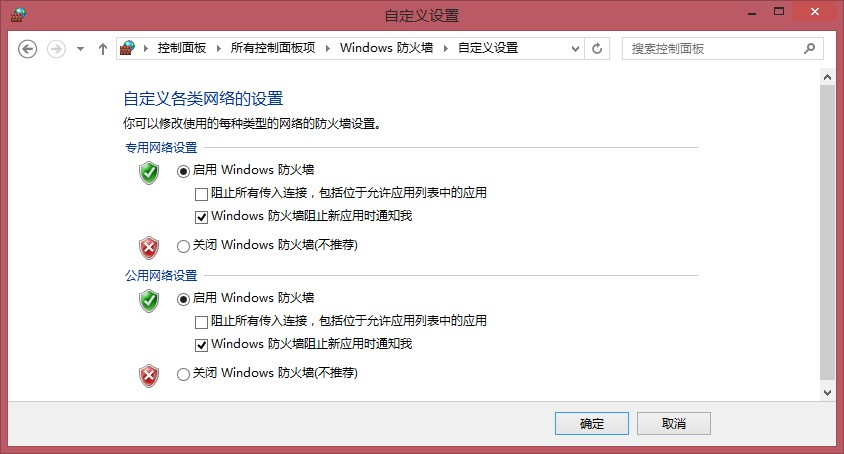 自定义设置
控制面板 所有控制面板项 Windows 防火墙 自定义设置
搜索控制面板
自定义各类网络的设置
你可以修改使用的每种类型的网络的防火墙设置。
专用网络设置
启用 Windows 防火墙
阻止所有传入连接，包括位于允许应用列表中的应用
Windows 防火墙阻止新应用时通知我
关闭 Windows 防火墙(不推荐)
公用网络设置
启用 Windows 防火墙
阻止所有传入连接，包括位于允许应用列表中的应用
Windows 防火墙阻止新应用时通知我
关闭 Windows 防火墙(不推荐)
确定
取消